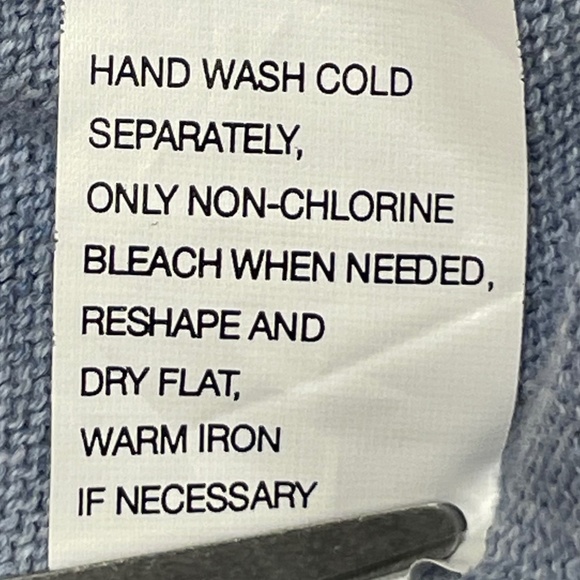 HAND WASH COLD
SEPARATELY,
ONLY NON-CHLORINE
BLEACH WHEN NEEDED,
RESHAPE AND
DRY FLAT,
WARM IRON
IF NECESSARY